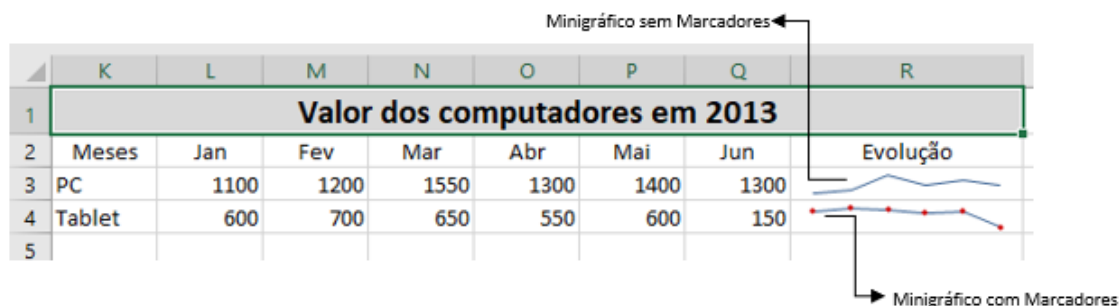 Minigráfico sem Marcadores
K L M N O P Q R
1 Valor dos computadores em 2013
2 Meses Jan Fev Mar Abr Mai Jun Evolução
3 PC 1100 1200 1550 1300 1400 1300
4 Tablet 600 700 650 550 600 150
5
Minigráfico com Marcadores